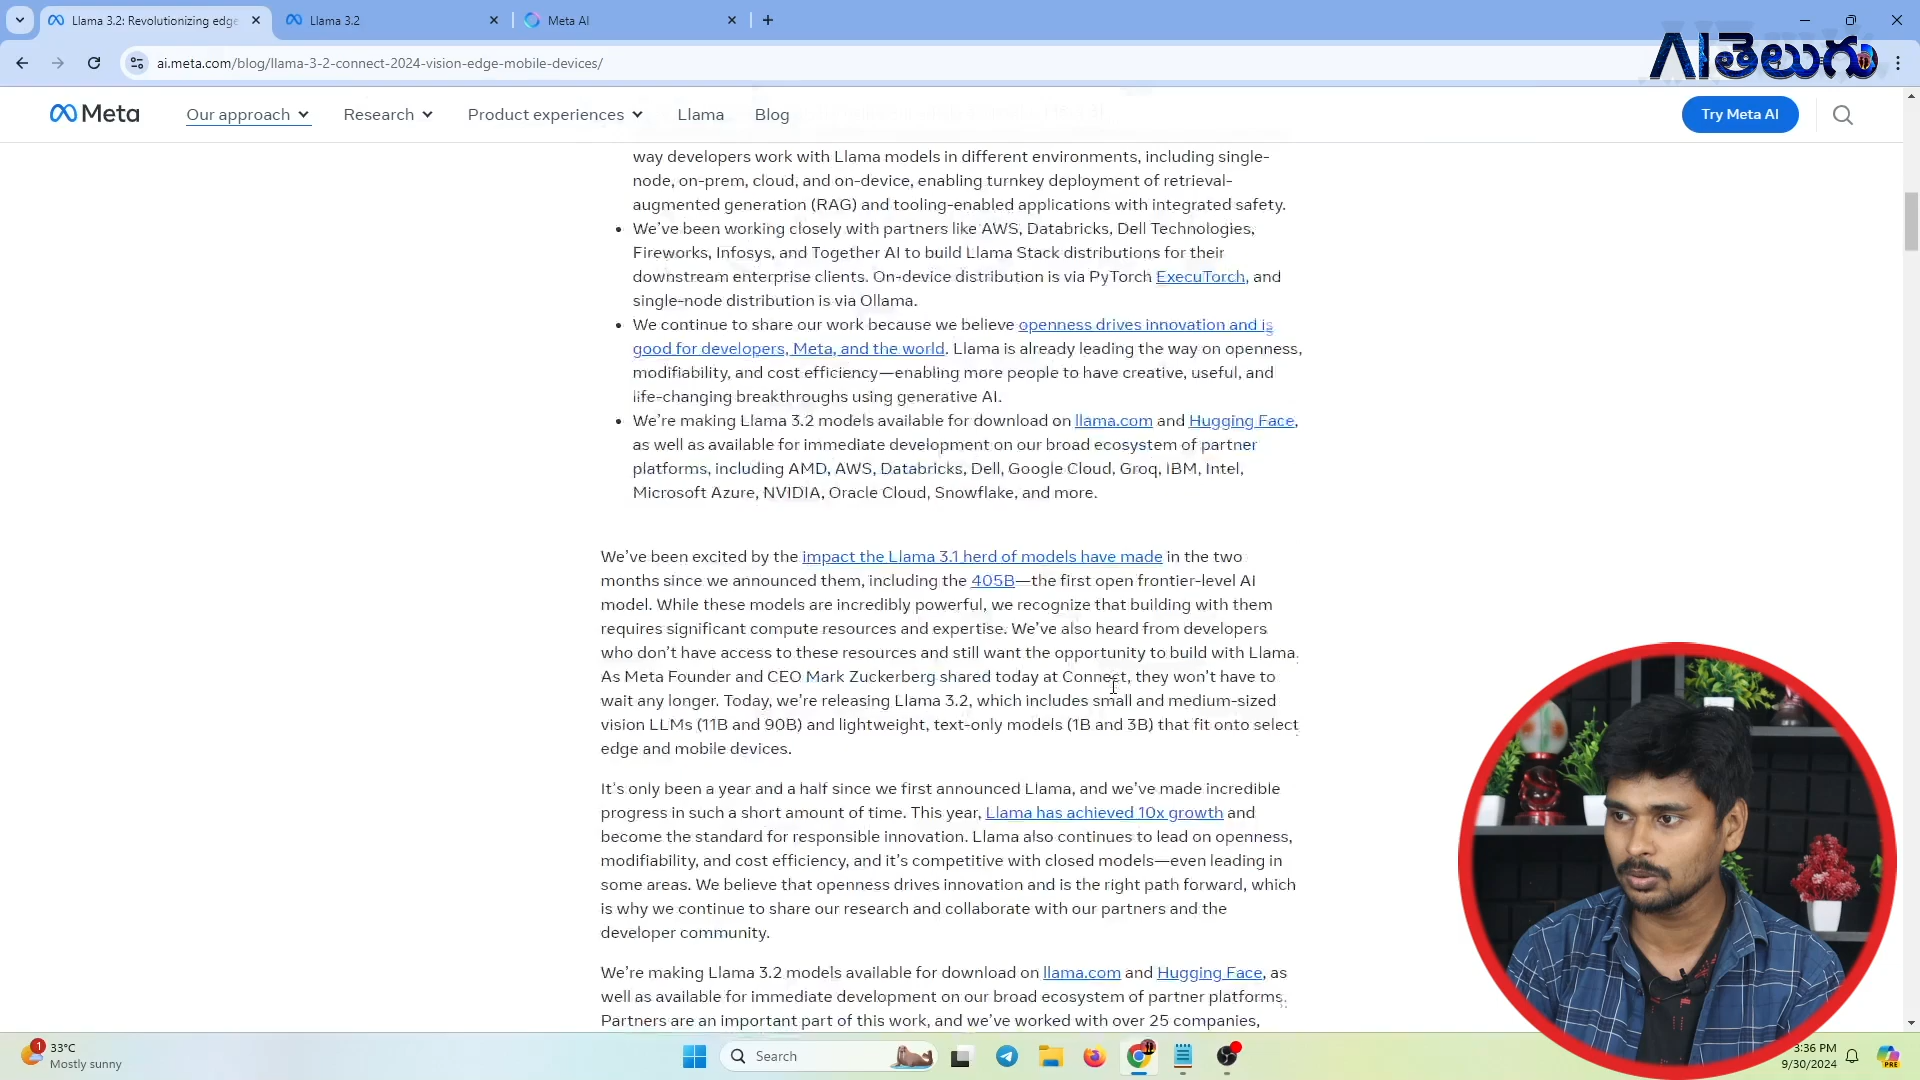 Llama 3.2: Revolutionizing edge
Llama 3.2
Meta AI
ai.meta.com/blog/llama-3-2-connect-2024-vision-edge-mobile-devices/
AIతెలుగు
Meta
Our approach
Research
Product experiences
Llama
Blog
Try Meta AI
way developers work with Llama models in different environments, including single-
node, on-prem, cloud, and on-device, enabling turnkey deployment of retrieval-
augmented generation (RAG) and tooling-enabled applications with integrated safety.
• We’ve been working closely with partners like AWS, Databricks, Dell Technologies,
Fireworks, Infosys, and Together AI to build Llama Stack distributions for their
downstream enterprise clients. On-device distribution is via PyTorch ExecuTorch, and
single-node distribution is via Ollama.
• We continue to share our work because we believe openness drives innovation and is
good for developers, Meta, and the world. Llama is already leading the way on openness,
modifiability, and cost efficiency—enabling more people to have creative, useful, and
life-changing breakthroughs using generative AI.
• We’re making Llama 3.2 models available for download on llama.com and Hugging Face,
as well as available for immediate development on our broad ecosystem of partner
platforms, including AMD, AWS, Databricks, Dell, Google Cloud, Groq, IBM, Intel,
Microsoft Azure, NVIDIA, Oracle Cloud, Snowflake, and more.
We’ve been excited by the impact the Llama 3.1 herd of models have made in the two
months since we announced them, including the 405B—the first open frontier-level AI
model. While these models are incredibly powerful, we recognize that building with them
requires significant compute resources and expertise. We’ve also heard from developers
who don’t have access to these resources and still want the opportunity to build with Llama.
As Meta Founder and CEO Mark Zuckerberg shared today at Connect, they won’t have to
wait any longer. Today, we’re releasing Llama 3.2, which includes small and medium-sized
vision LLMs (11B and 90B) and lightweight, text-only models (1B and 3B) that fit onto select
edge and mobile devices.
It’s only been a year and a half since we first announced Llama, and we’ve made incredible
progress in such a short amount of time. This year, Llama has achieved 10x growth and
become the standard for responsible innovation. Llama also continues to lead on openness,
modifiability, and cost efficiency, and it’s competitive with closed models—even leading in
some areas. We believe that openness drives innovation and is the right path forward, which
is why we continue to share our research and collaborate with our partners and the
developer community.
We’re making Llama 3.2 models available for download on llama.com and Hugging Face, as
well as available for immediate development on our broad ecosystem of partner platforms.
Partners are an important part of this work, and we’ve worked with over 25 companies,
1
33°C
Mostly sunny
Search
3:36 PM
9/30/2024
PRE